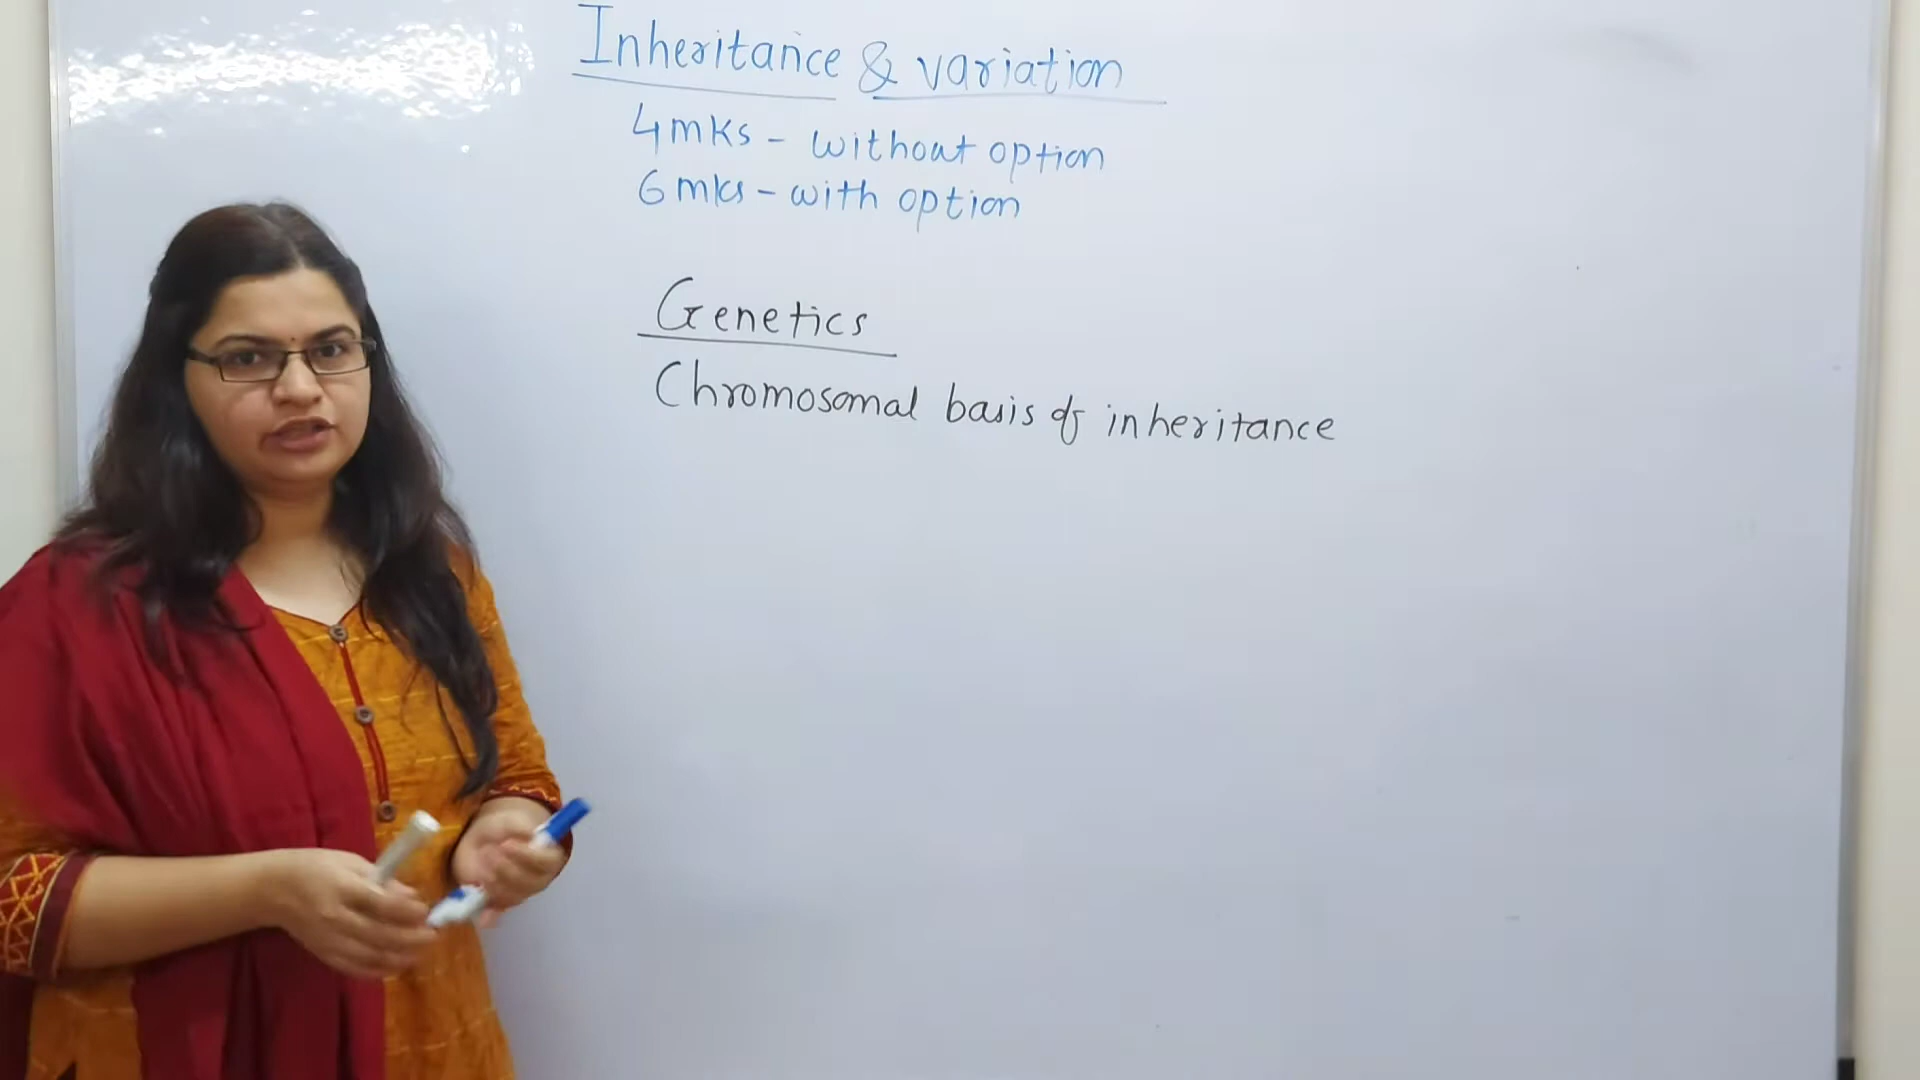 Inheritance & variation
4mks - without option
6mks - with option
Genetics
Chromosomal basis of inheritance